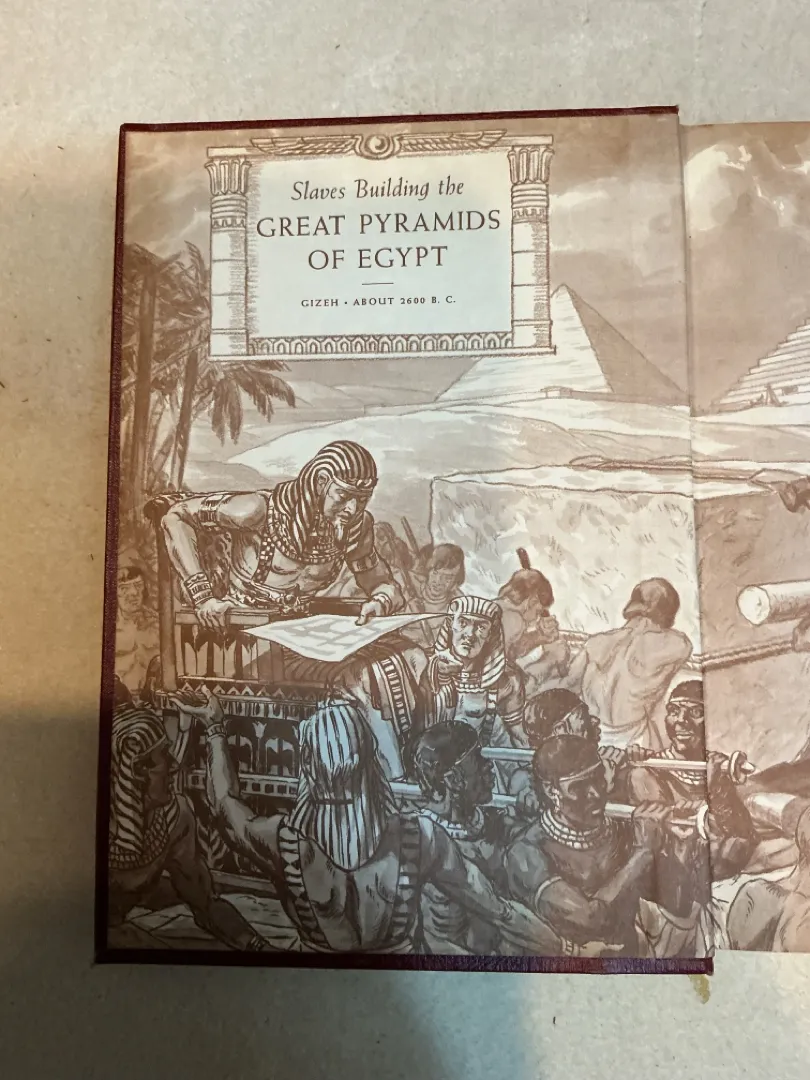 Slaves Building the
GREAT PYRAMIDS
OF EGYPT
GIZEH • ABOUT 2600 B. C.